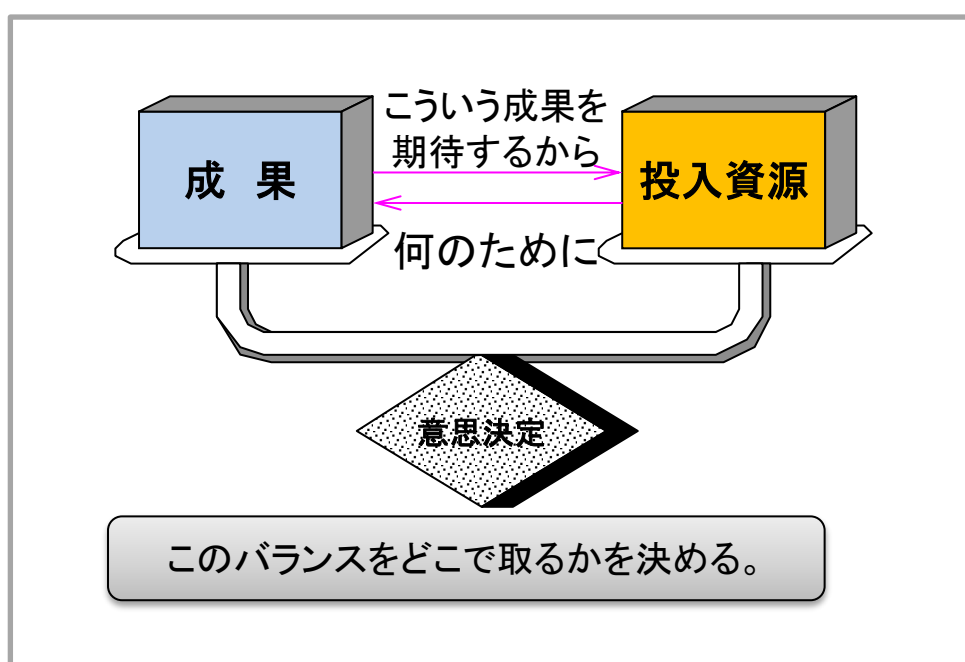 こういう成果を
期待するから
成　果
投入資源
何のために
意思決定
このバランスをどこで取るかを決める。